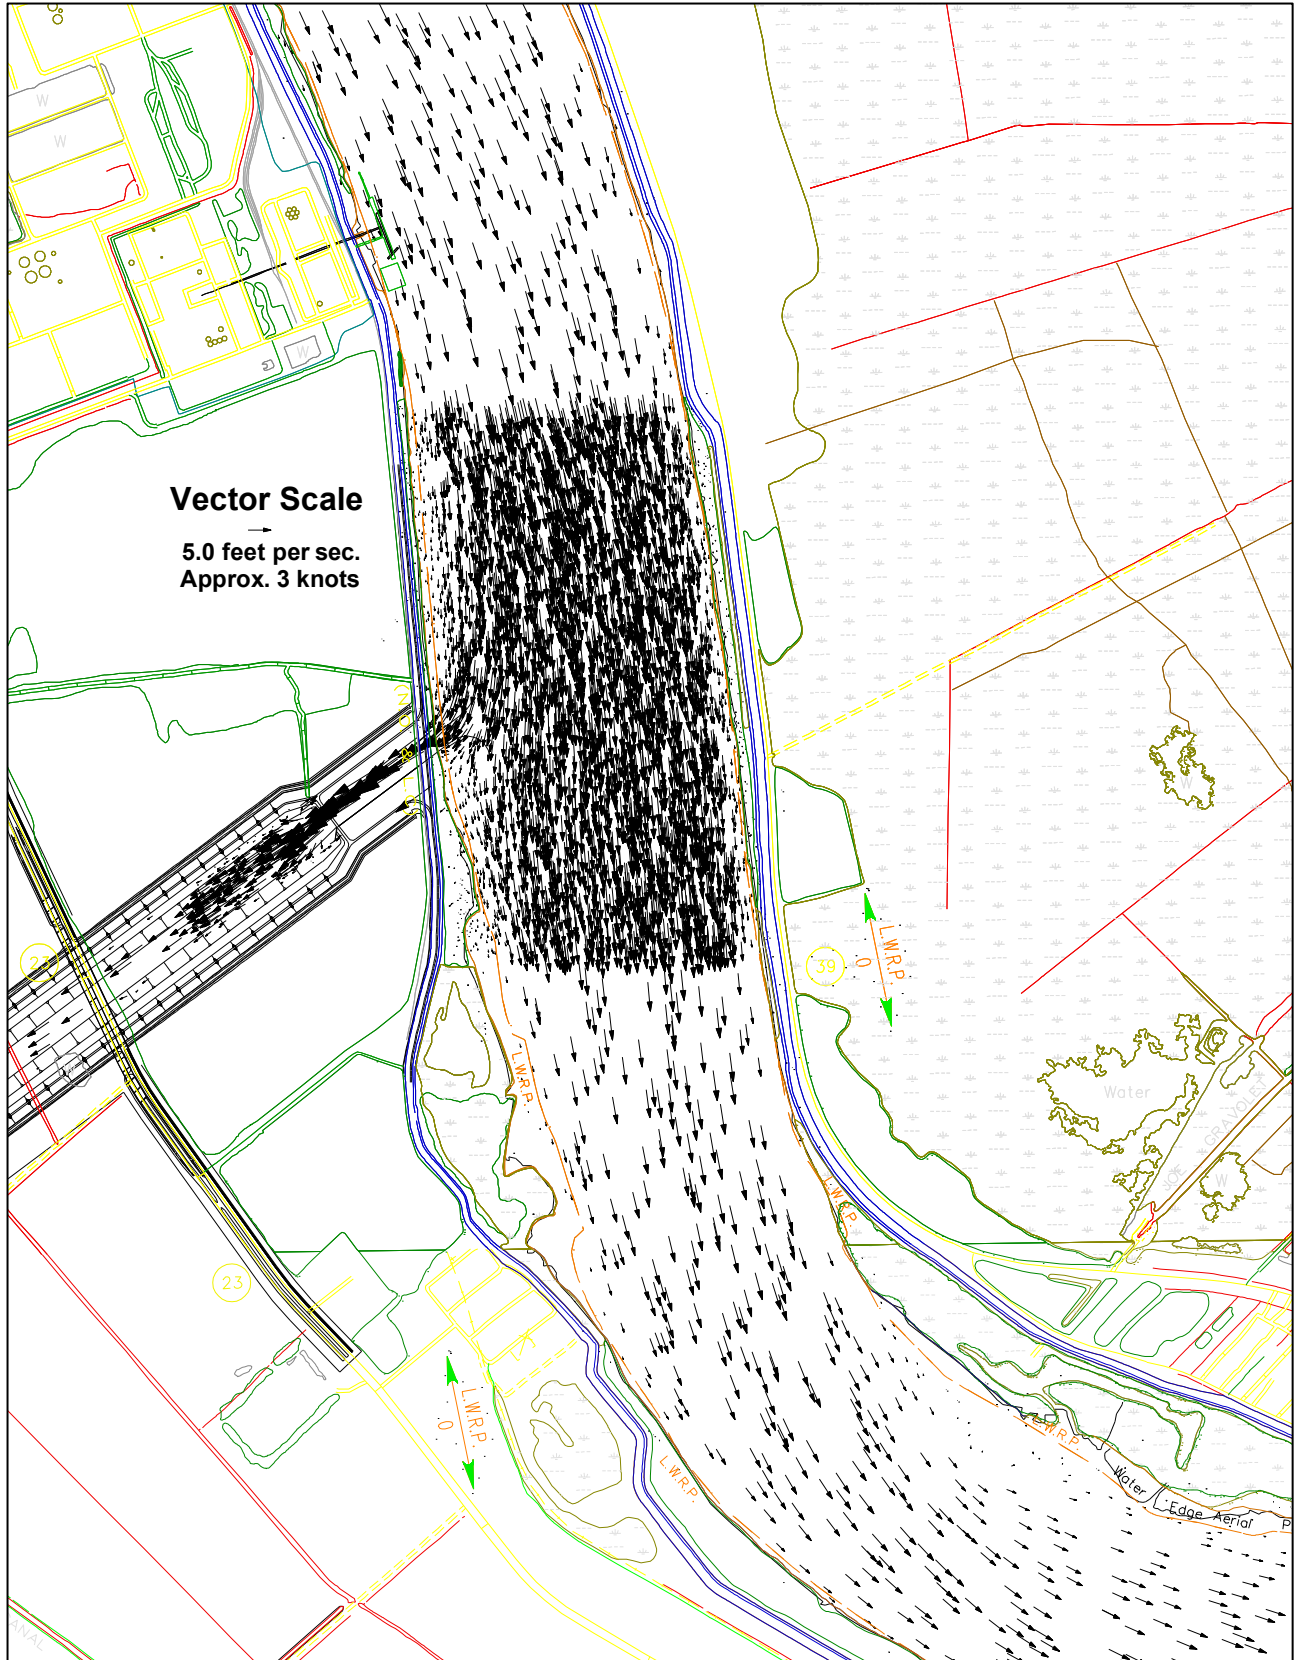 W
W
W
Vector Scale
5.0 feet per sec.
Approx. 3 knots
W
23
39
L.W.R.P
0
L.W.R.P.
Water
W
L.W.R.P.
23
L.W.R.P
0
L.W.R.P.
L.W.R.P.
Water
Edge Aerial P